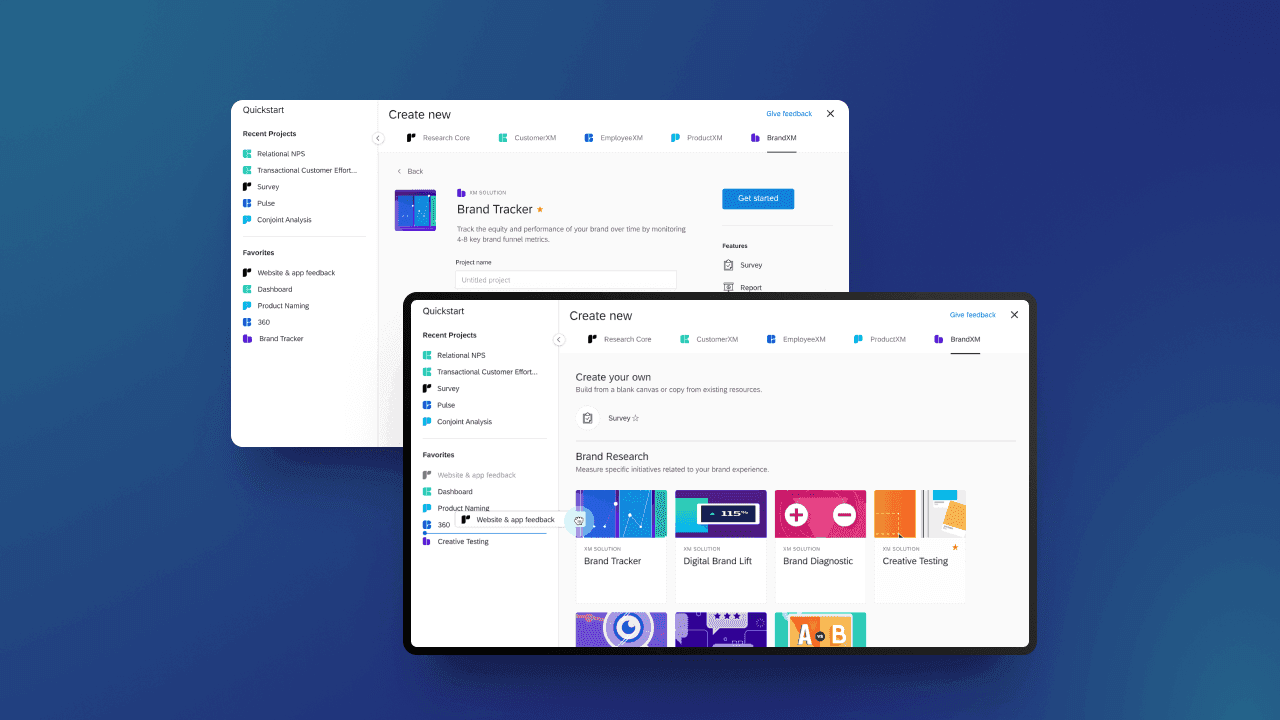 Quickstart
Recent Projects
Relational NPS
Transactional Customer Effort...
Survey
Pulse
Conjoint Analysis
Favorites
Website & app feedback
Dashboard
Product Naming
360
Brand Tracker
Create new
Give feedback
Research Core
CustomerXM
EmployeeXM
ProductXM
BrandXM
Back
XM SOLUTION
Brand Tracker
Track the equity and performance of your brand over time by monitoring
4-8 key brand funnel metrics.
Project name
Untitled project
Get started
Features
Survey
Report
Quickstart
Recent Projects
Relational NPS
Transactional Customer Effort...
Survey
Pulse
Conjoint Analysis
Favorites
Website & app feedback
Dashboard
Product Naming
360
Website & app feedback
Creative Testing
Create new
Give feedback
Research Core
CustomerXM
EmployeeXM
ProductXM
BrandXM
Create your own
Build from a blank canvas or copy from existing resources.
Survey
Brand Research
Measure specific initiatives related to your brand experience.
115%
XM SOLUTION
Brand Tracker
XM SOLUTION
Digital Brand Lift
XM SOLUTION
Brand Diagnostic
XM SOLUTION
Creative Testing
A vs B